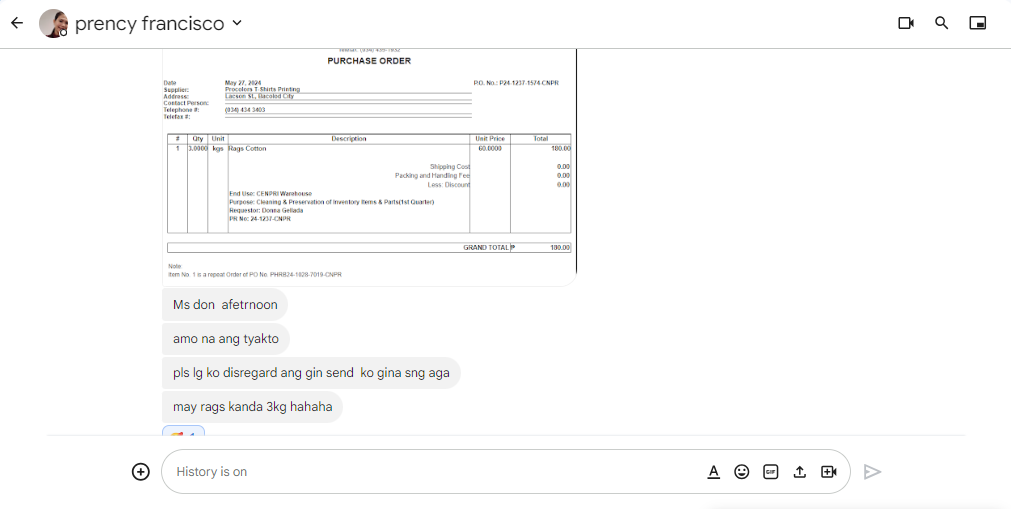 prency francisco
PURCHASE ORDER
Date May 27, 2024 P.O. No.: P24-1237-1574-CNPR
Supplier: Procolors T-Shirts Printing
Address: Lacson St., Bacolod City
Contact Person:
Telephone #: (034) 434 3403
Telefax #:
# Qty Unit Description Unit Price Total
1 3.0000 kgs Rags Cotton 60.0000 180.00
Shipping Cost 0.00
Packing and Handling Fee 0.00
Less: Discount 0.00
End Use: CENPRI Warehouse
Purpose: Cleaning & Preservation of Inventory Items & Parts(1st Quarter)
Requestor: Donna Gellada
PR No: 24-1237-CNPR
GRAND TOTAL ₱ 180.00
Note:
Item No. 1 is a repeat Order of PO No. PHRB24-1028-7019-CNPR
Ms don afetrnoon
amo na ang tyakto
pls lg ko disregard ang gin send ko gina sng aga
may rags kanda 3kg hahaha
History is on
GIF